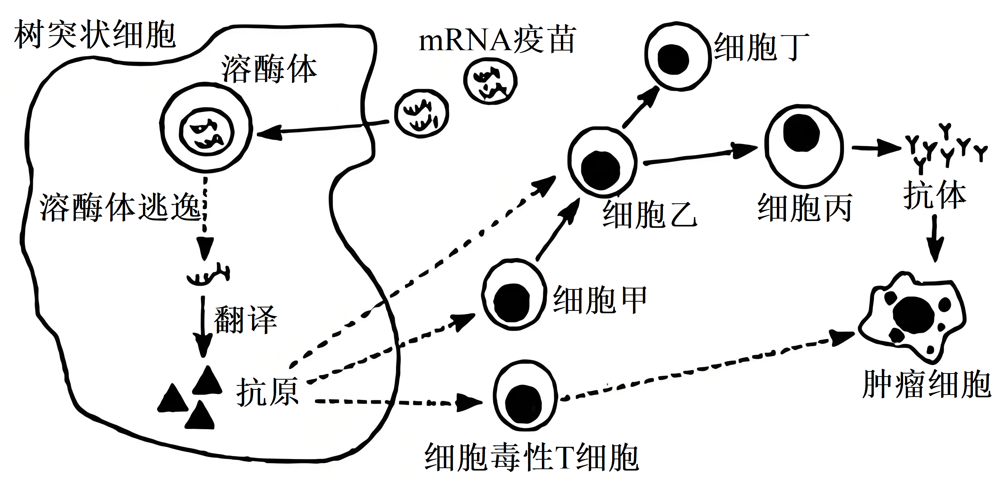 树突状细胞
溶酶体
mRNA疫苗
细胞丁
溶酶体逃逸
细胞乙
细胞丙
抗体
翻译
细胞甲
抗原
肿瘤细胞
细胞毒性T细胞